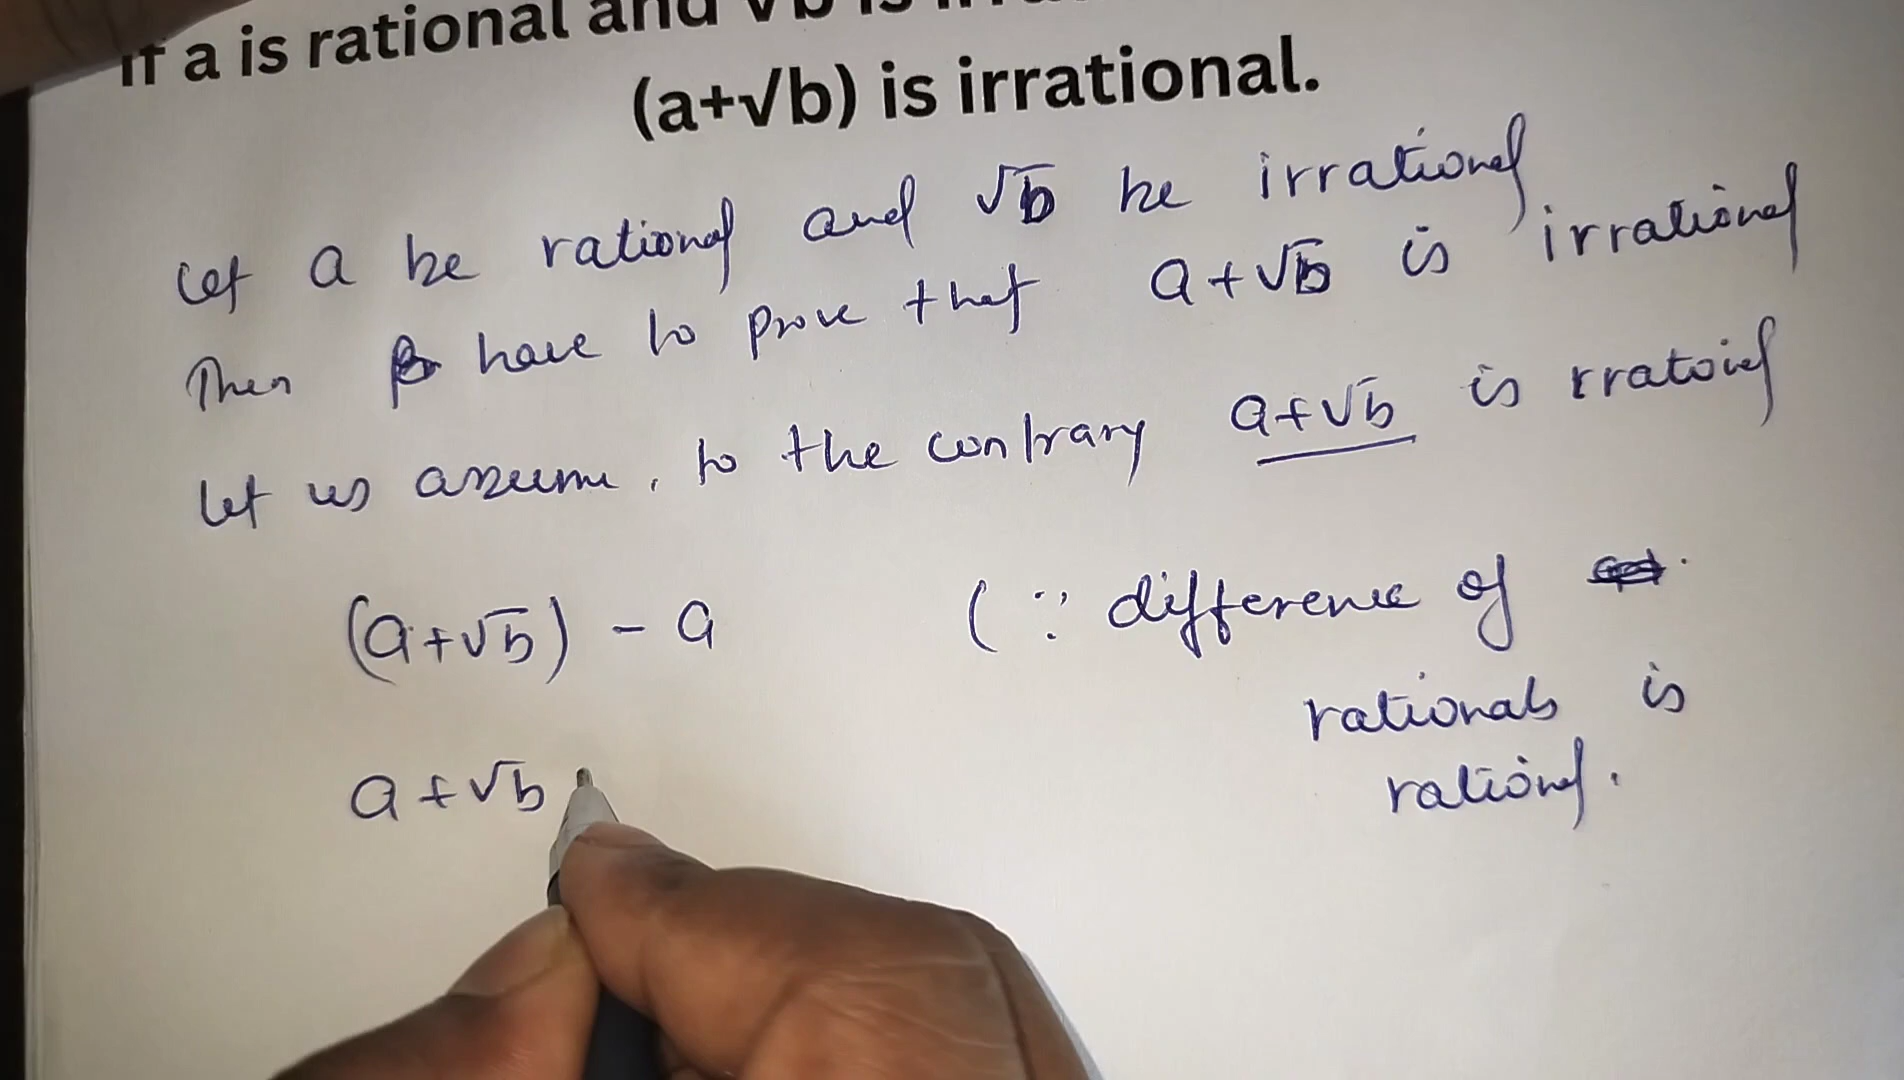 If a is rational and √b is
(a+√b) is irrational.
Let a be rational and √b be irrational
Then have to prove that a+√b is irrational
Let us assume, to the contrary a+√b is
(a+√b) - a (∵ difference of
rationals is
a+√b rational.